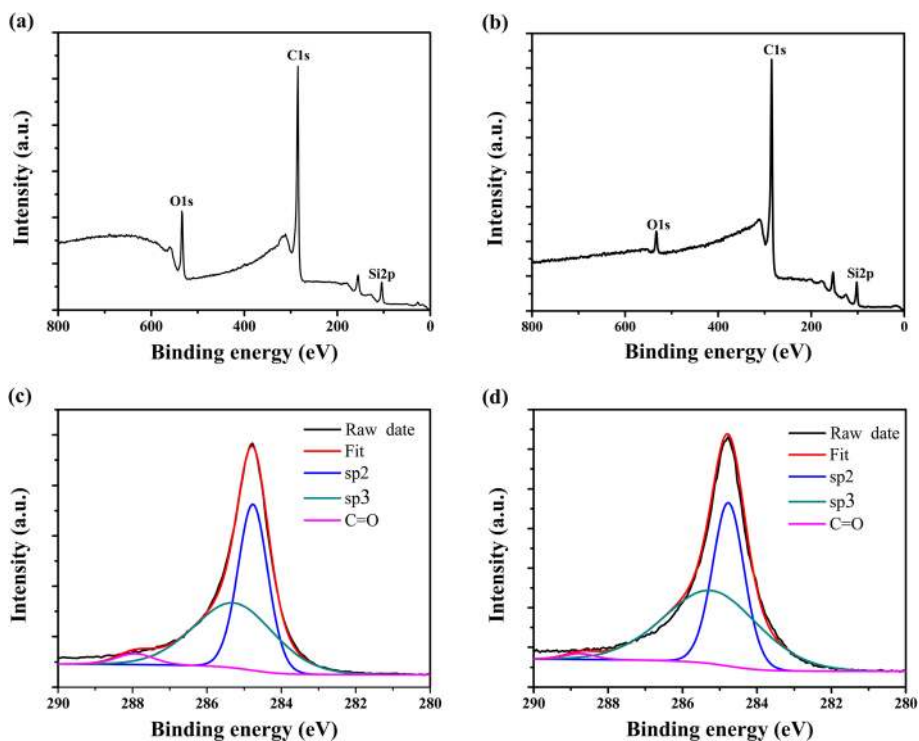 (a)
C1s
O1s
Si2p
Intensity (a.u.)
800 600 400 200 0
Binding energy (eV)
(b)
C1s
O1s
Si2p
Intensity (a.u.)
800 600 400 200 0
Binding energy (eV)
(c)
Raw date
Fit
sp2
sp3
C=O
Intensity (a.u.)
290 288 286 284 282 280
Binding energy (eV)
(d)
Raw date
Fit
sp2
sp3
C=O
Intensity (a.u.)
290 288 286 284 282 280
Binding energy (eV)